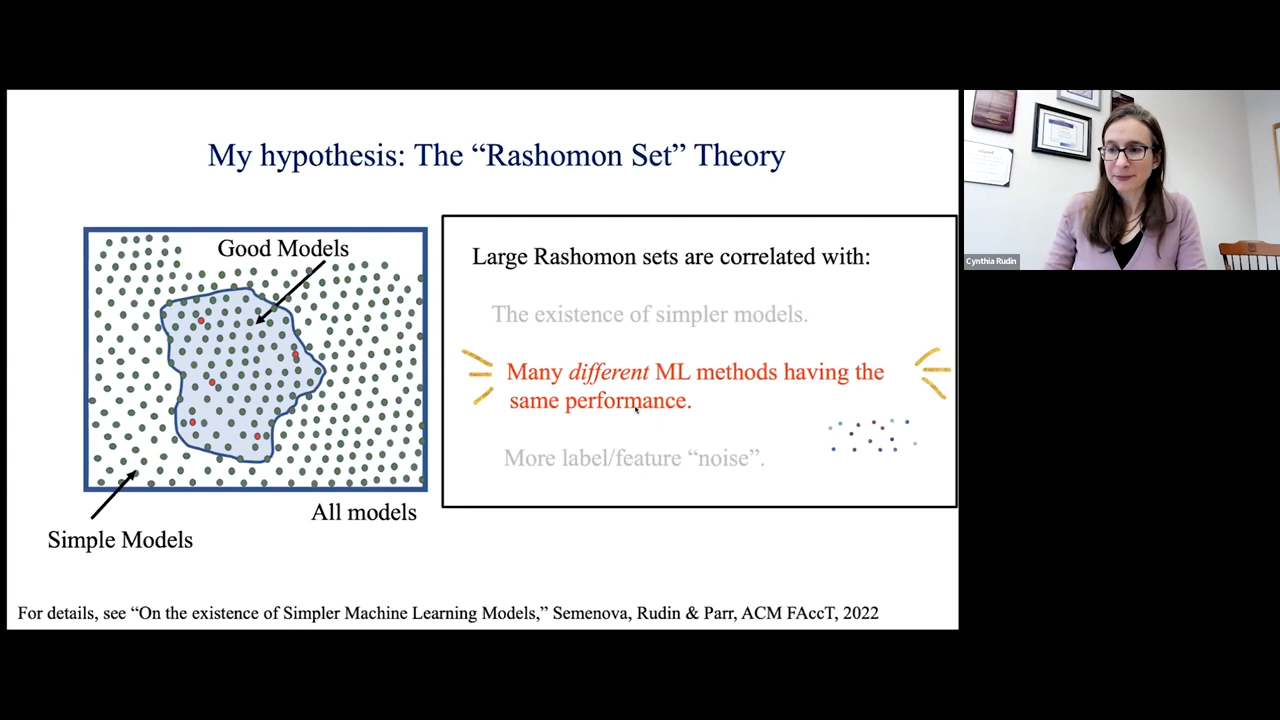 My hypothesis: The “Rashomon Set” Theory
Good Models
All models
Simple Models
Large Rashomon sets are correlated with:
The existence of simpler models.
Many different ML methods having the
same performance.
More label/feature “noise”.
For details, see “On the existence of Simpler Machine Learning Models,” Semenova, Rudin & Parr, ACM FAccT, 2022
Cynthia Rudin